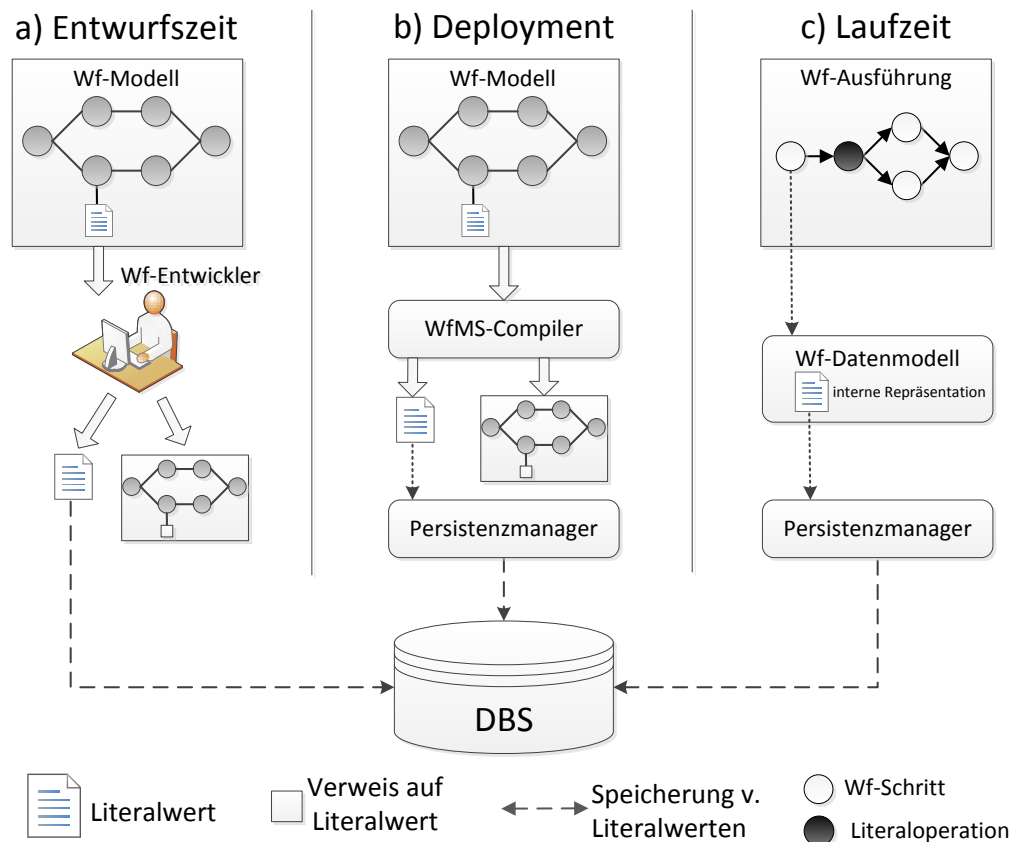 a) Entwurfszeit
Wf-Modell
Wf-Entwickler
b) Deployment
Wf-Modell
WfMS-Compiler
Persistenzmanager
c) Laufzeit
Wf-Ausführung
Wf-Datenmodell
interne Repräsentation
Persistenzmanager
DBS
Literalwert
Verweis auf
Literalwert
Speicherung v.
Literalwerten
Wf-Schritt
Literaloperation